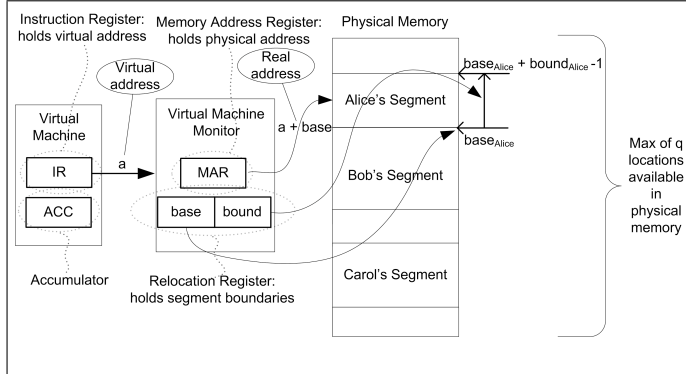 Instruction Register:
holds virtual address
Memory Address Register:
holds physical address
Physical Memory
Virtual
address
Real
address
base_Alice + bound_Alice -1
Virtual
Machine
Virtual Machine
Monitor
a + base
Alice's Segment
a
base_Alice
IR
MAR
Bob's Segment
ACC
base
bound
Max of q
locations
available
in
physical
memory
Accumulator
Relocation Register:
holds segment boundaries
Carol's Segment